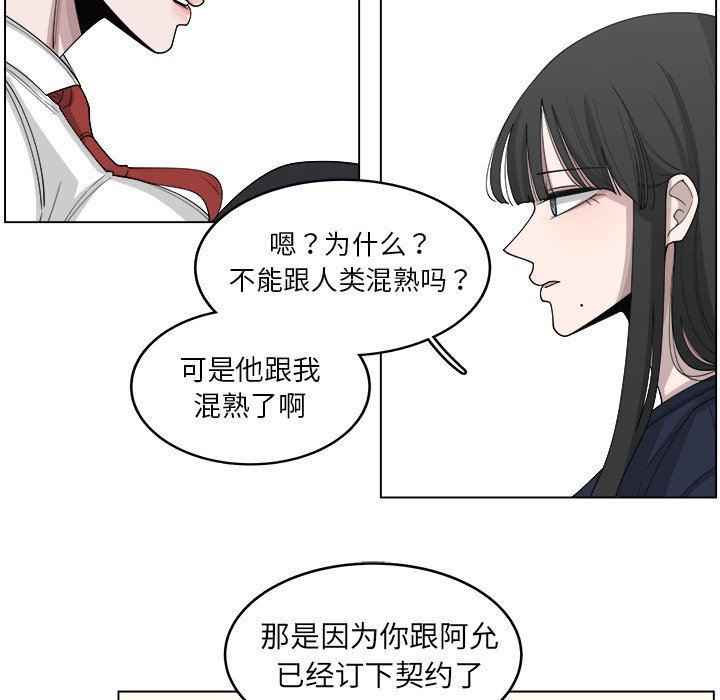 嗯？为什么？
不能跟人类混熟吗？
可是他跟我
混熟了啊
那是因为你跟阿允
已经订下契约了